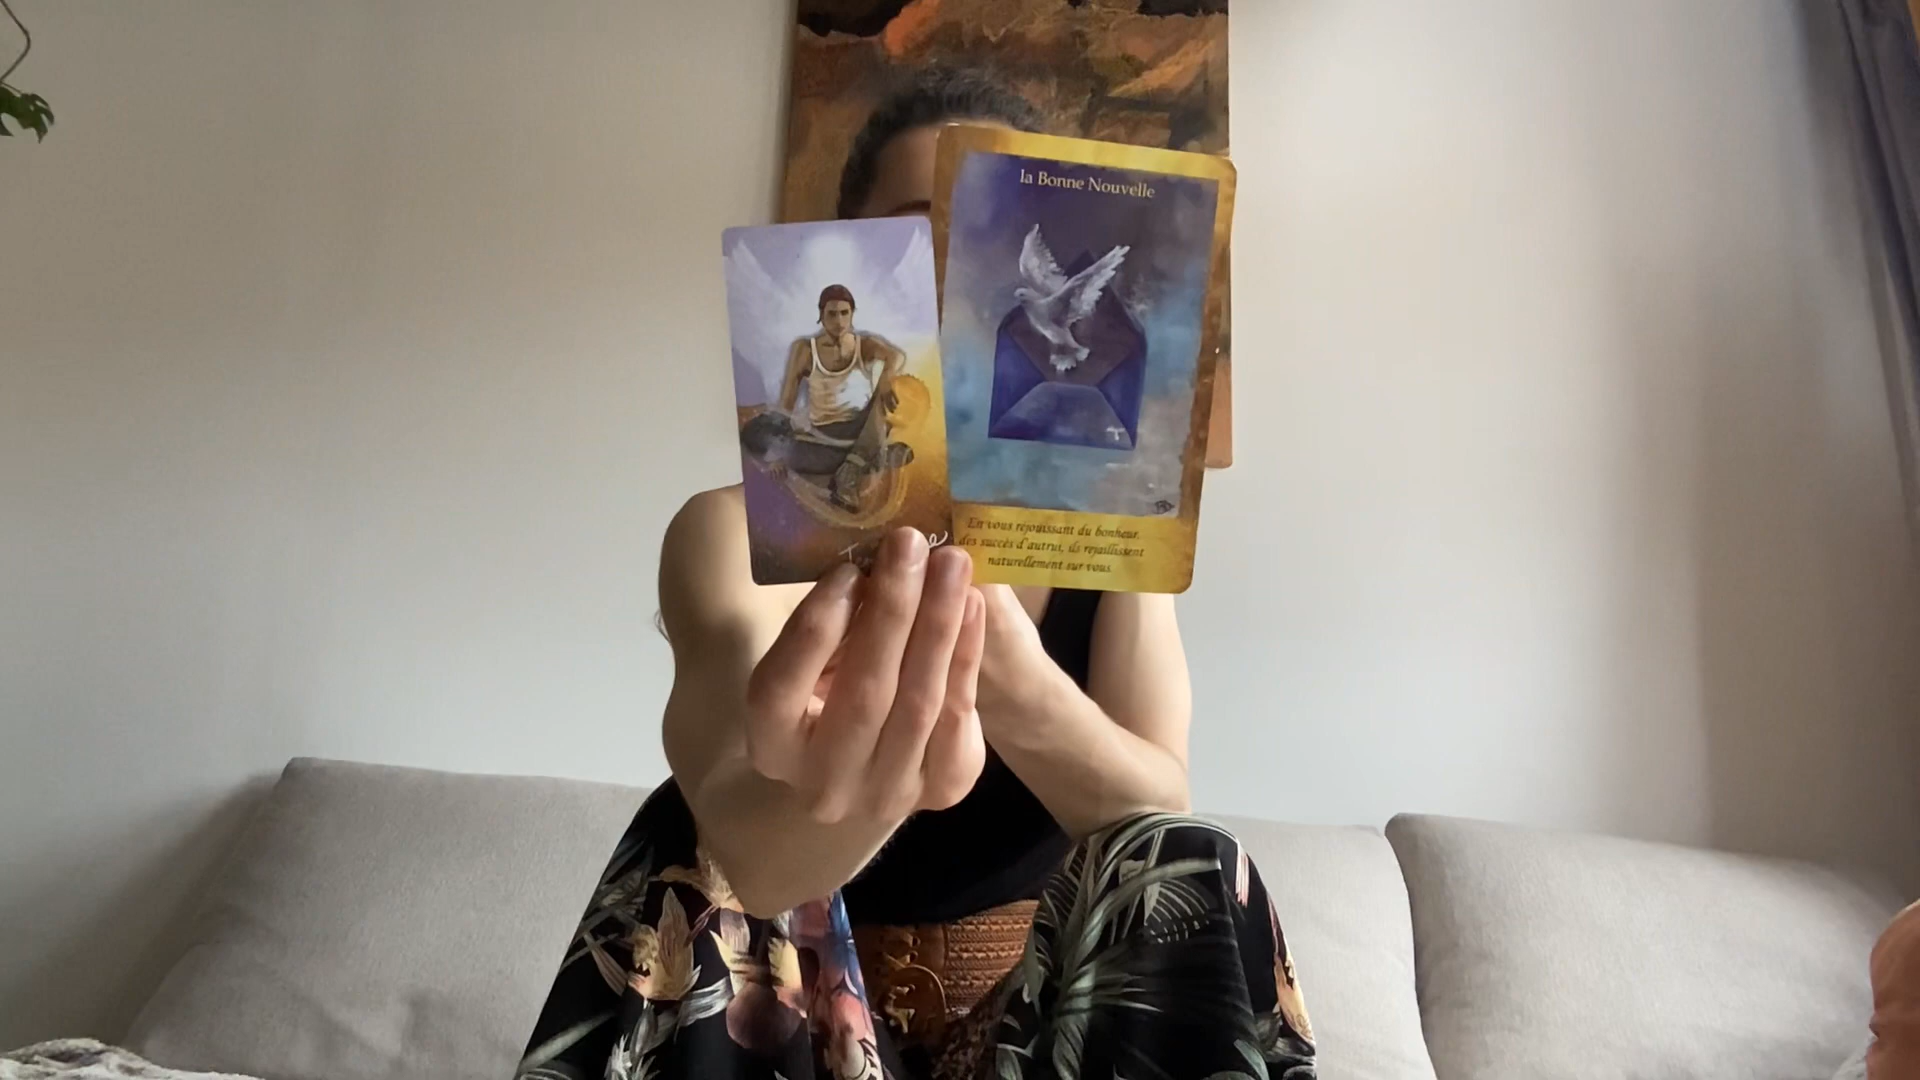 la Bonne Nouvelle
En vous réjouissant du bonheur,
des succès d'autrui, ils rejaillissent
naturellement sur vous.